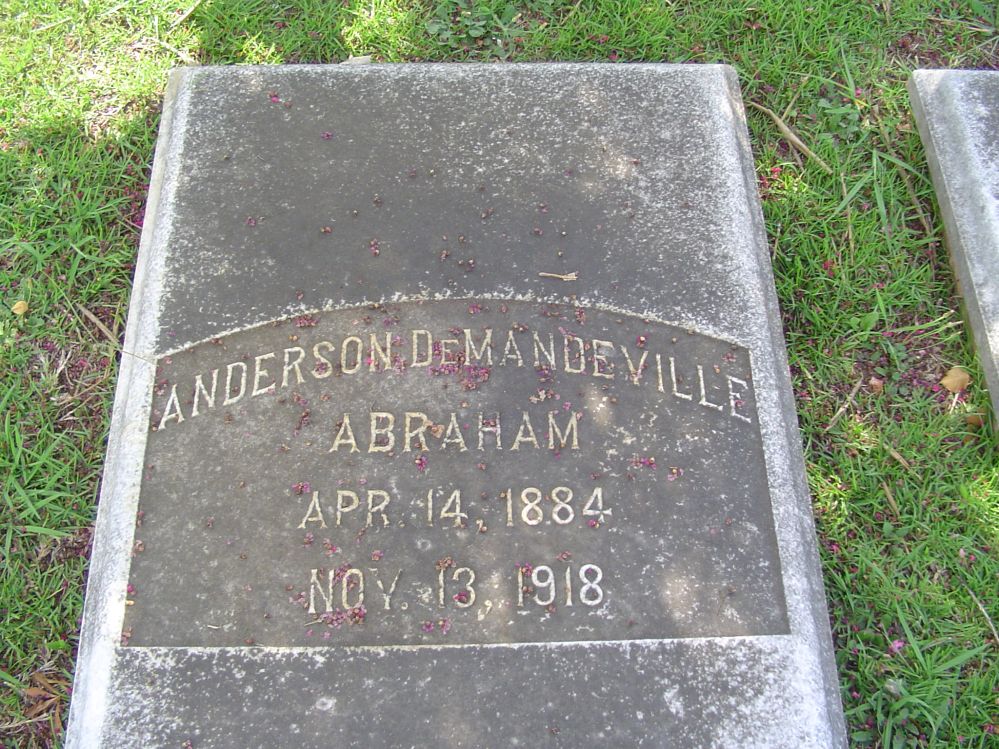 ANDERSON DEMANDEVILLE
ABRAHAM
APR. 14, 1884
NOV. 13, 1918